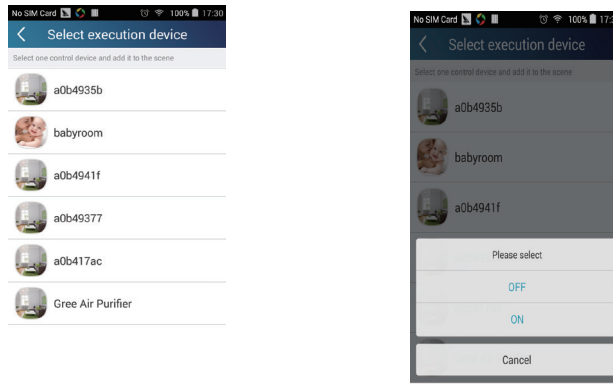 No SIM Card 100% 17:30
Select execution device
Select one control device and add it to the scene
a0b4935b
babyroom
a0b4941f
a0b49377
a0b417ac
Gree Air Purifier
No SIM Card 100% 17:3
Select execution device
Select one control device and add it to the scene
a0b4935b
babyroom
a0b4941f
Please select
OFF
ON
Cancel